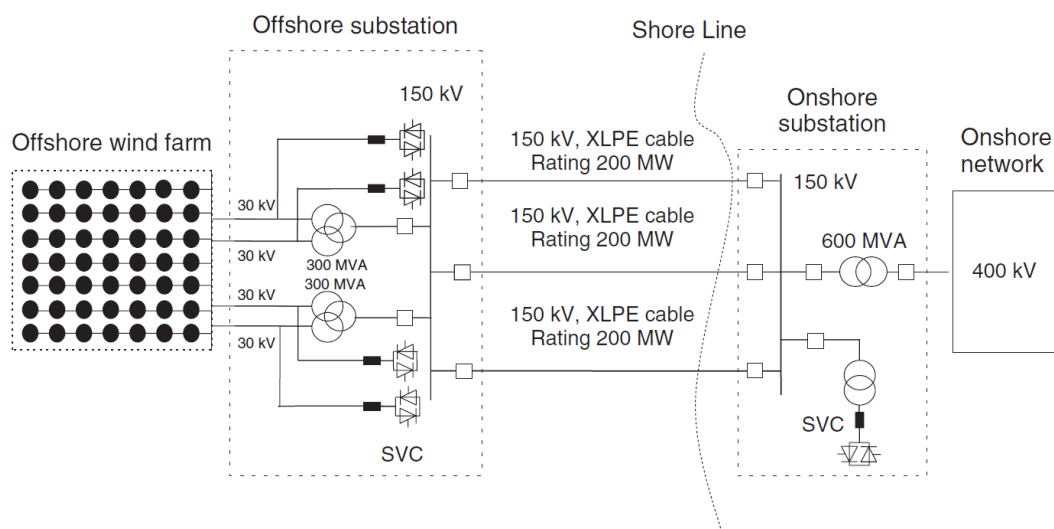 Offshore substation
Shore Line
150 kV
Onshore
substation
Onshore
network
Offshore wind farm
150 kV, XLPE cable
Rating 200 MW
150 kV
30 kV
150 kV, XLPE cable
Rating 200 MW
600 MVA
30 kV
300 MVA
300 MVA
400 kV
30 kV
150 kV, XLPE cable
Rating 200 MW
30 kV
SVC
SVC